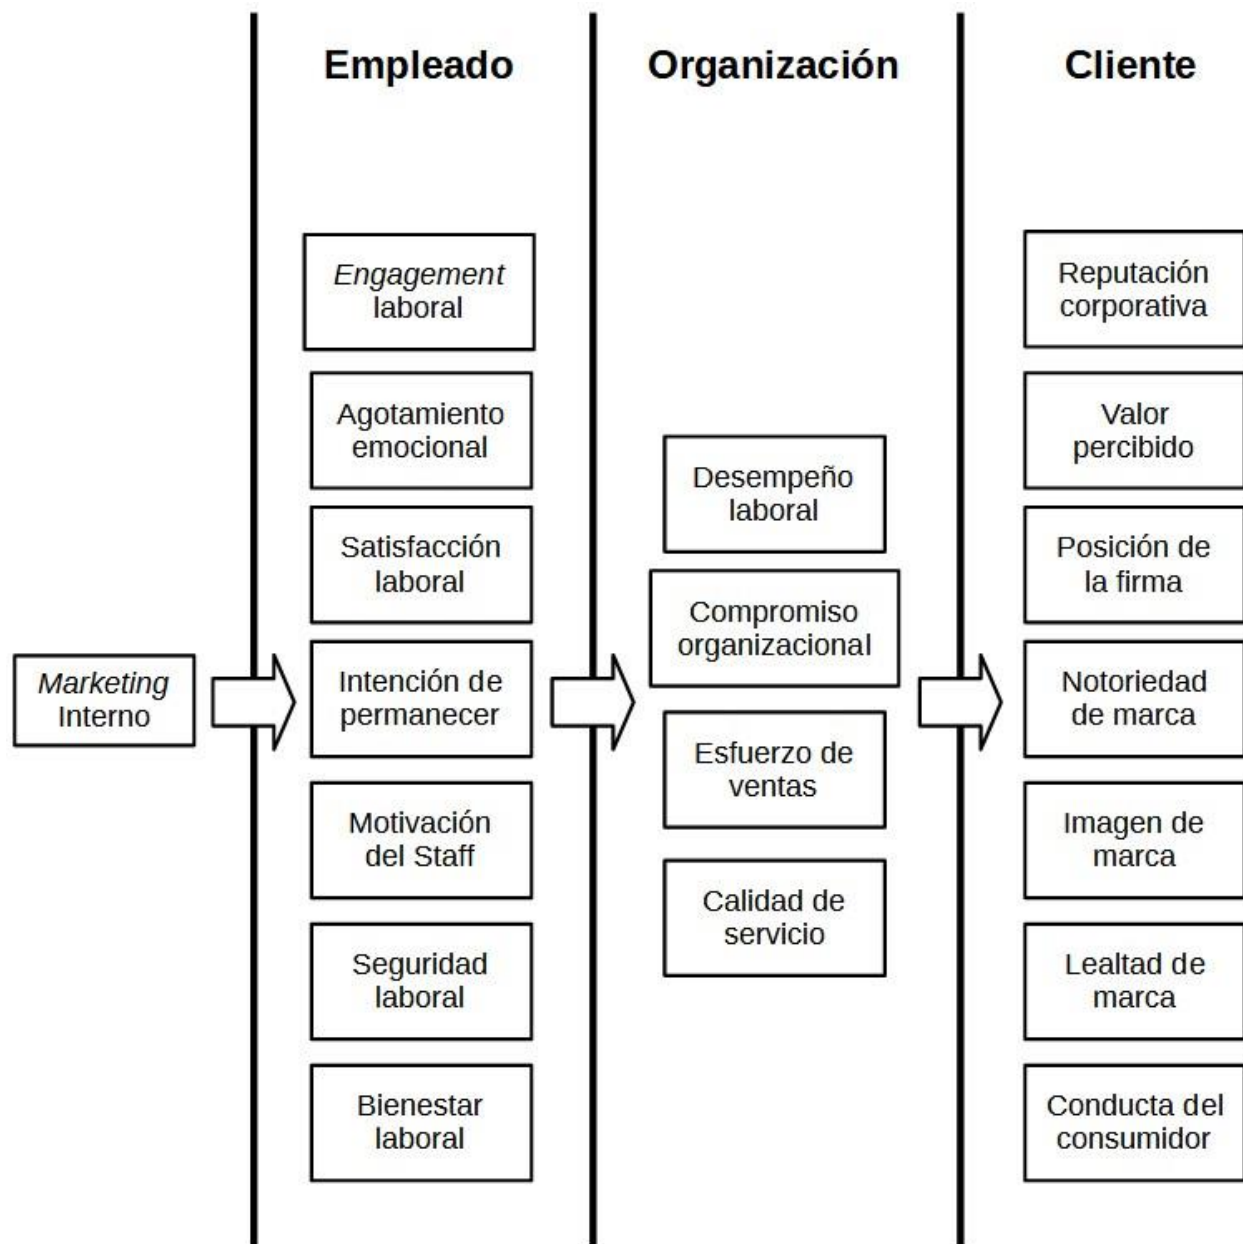 Empleado
Organización
Cliente
Marketing
Interno
Engagement
laboral
Agotamiento
emocional
Satisfacción
laboral
Intención de
permanecer
Motivación
del Staff
Seguridad
laboral
Bienestar
laboral
Desempeño
laboral
Compromiso
organizacional
Esfuerzo de
ventas
Calidad de
servicio
Reputación
corporativa
Valor
percibido
Posición de
la firma
Notoriedad
de marca
Imagen de
marca
Lealtad de
marca
Conducta del
consumidor